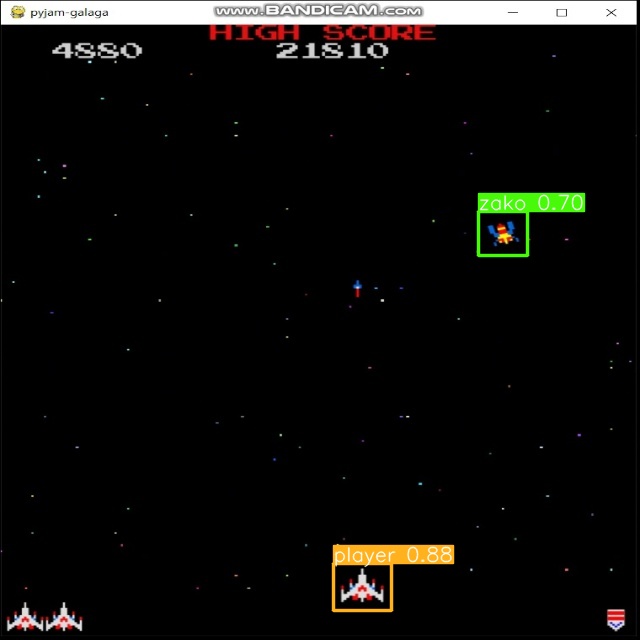 pyjam-galaga
www.BANDICAM.com
HIGH SCORE
4880
21810
zako 0.70
player 0.88